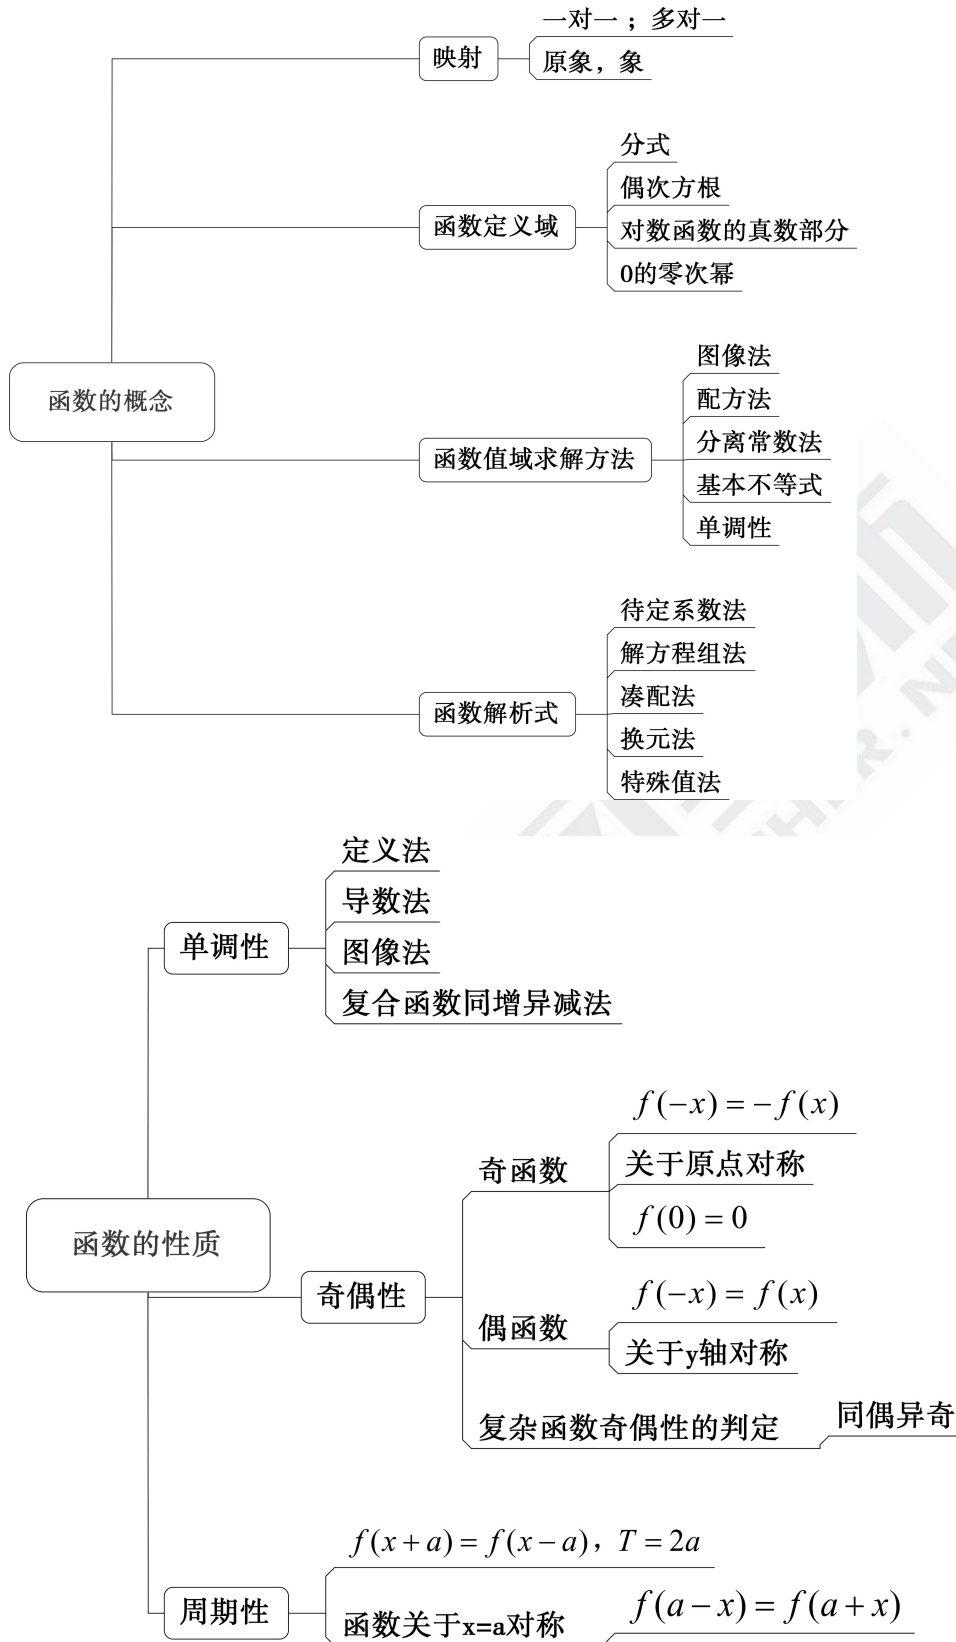 一对一；多对一
映射
原象，象
分式
偶次方根
函数定义域
对数函数的真数部分
0的零次幂
函数的概念
图像法
配方法
函数值域求解方法
分离常数法
基本不等式
单调性
待定系数法
解方程组法
函数解析式
凑配法
换元法
特殊值法
定义法
导数法
单调性
图像法
复合函数同增异减法
函数的性质
奇偶性
奇函数
f(-x)=-f(x)
关于原点对称
f(0)=0
偶函数
f(-x)=f(x)
关于y轴对称
复杂函数奇偶性的判定
同偶异奇
周期性
f(x+a)=f(x-a)，T=2a
函数关于x=a对称
f(a-x)=f(a+x)